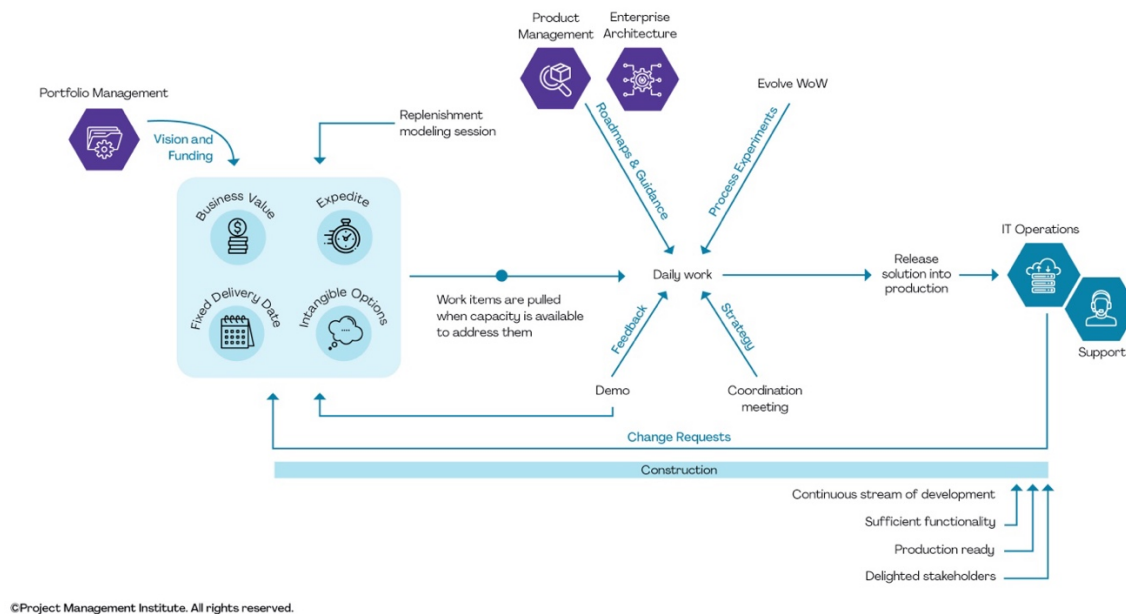 Product
Management
Enterprise
Architecture
Portfolio Management
Vision and
Funding
Replenishment
modeling session
Evolve WoW
Roadmaps & Guidance
Process Experiments
Business Value
Expedite
Fixed Delivery Date
Intangible Options
Work items are pulled
when capacity is available
to address them
Daily work
Release
solution into
production
IT Operations
Support
Feedback
Strategy
Demo
Coordination
meeting
Change Requests
Construction
Continuous stream of development
Sufficient functionality
Production ready
Delighted stakeholders
©Project Management Institute. All rights reserved.